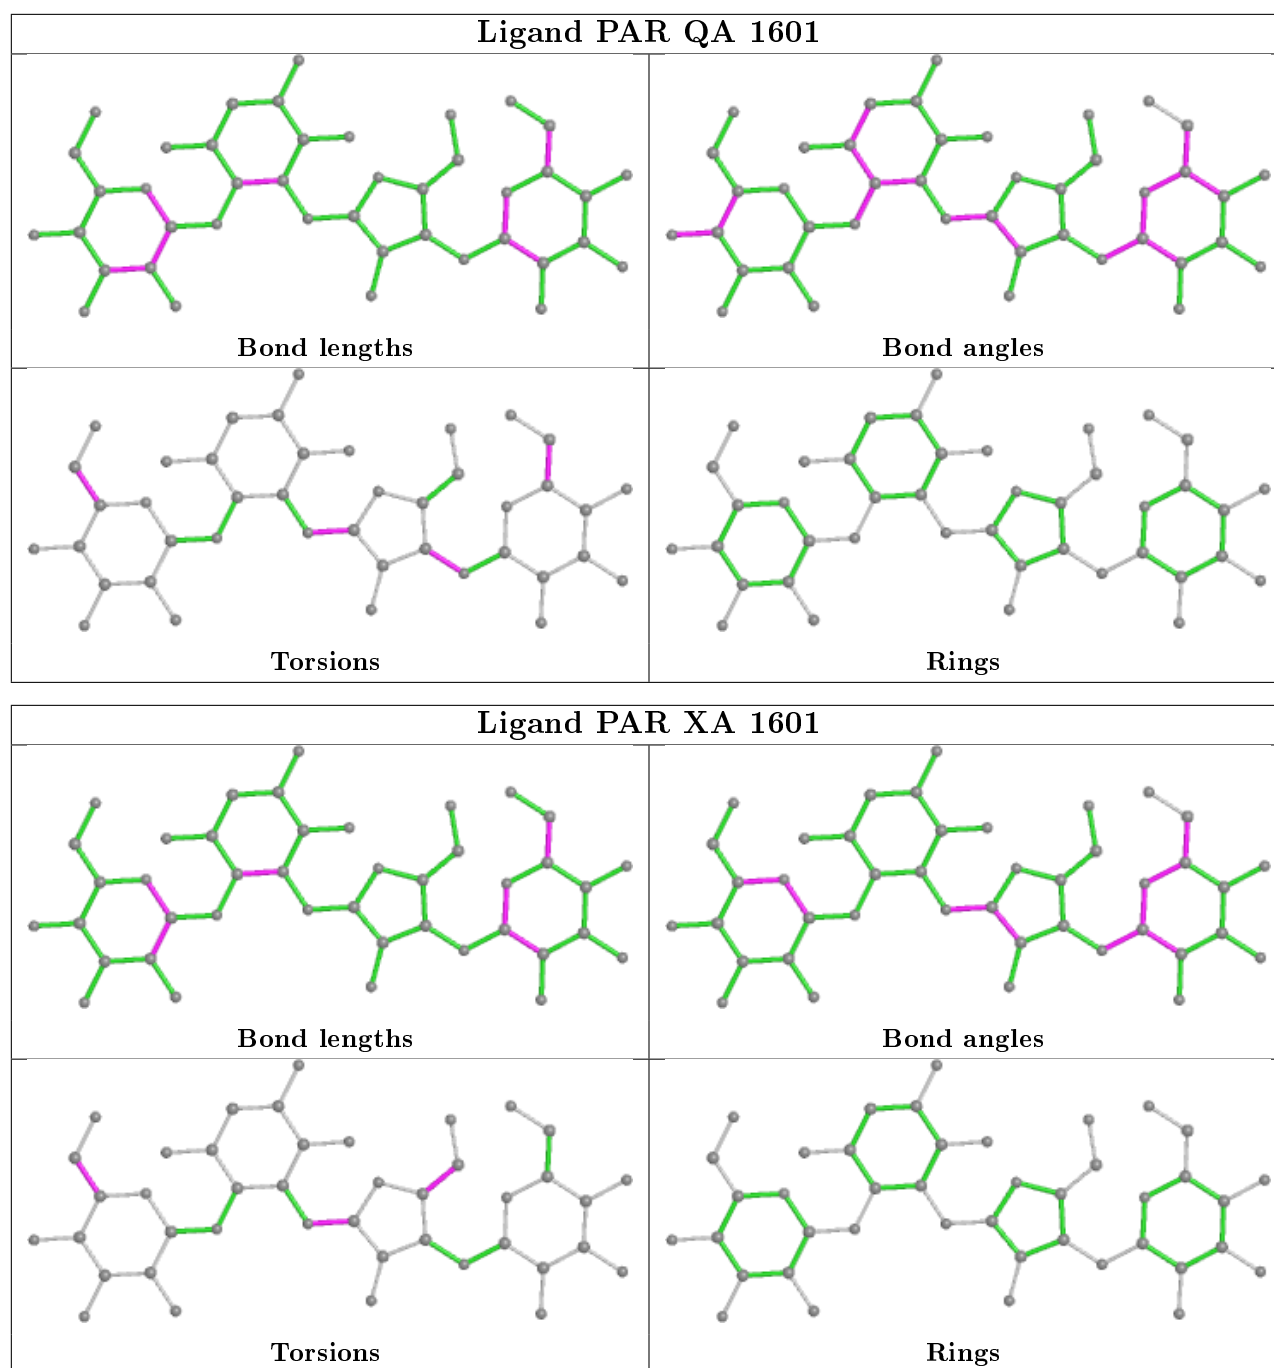 Ligand PAR QA 1601
Bond lengths
Bond angles
Torsions
Rings
Ligand PAR XA 1601
Bond lengths
Bond angles
Torsions
Rings